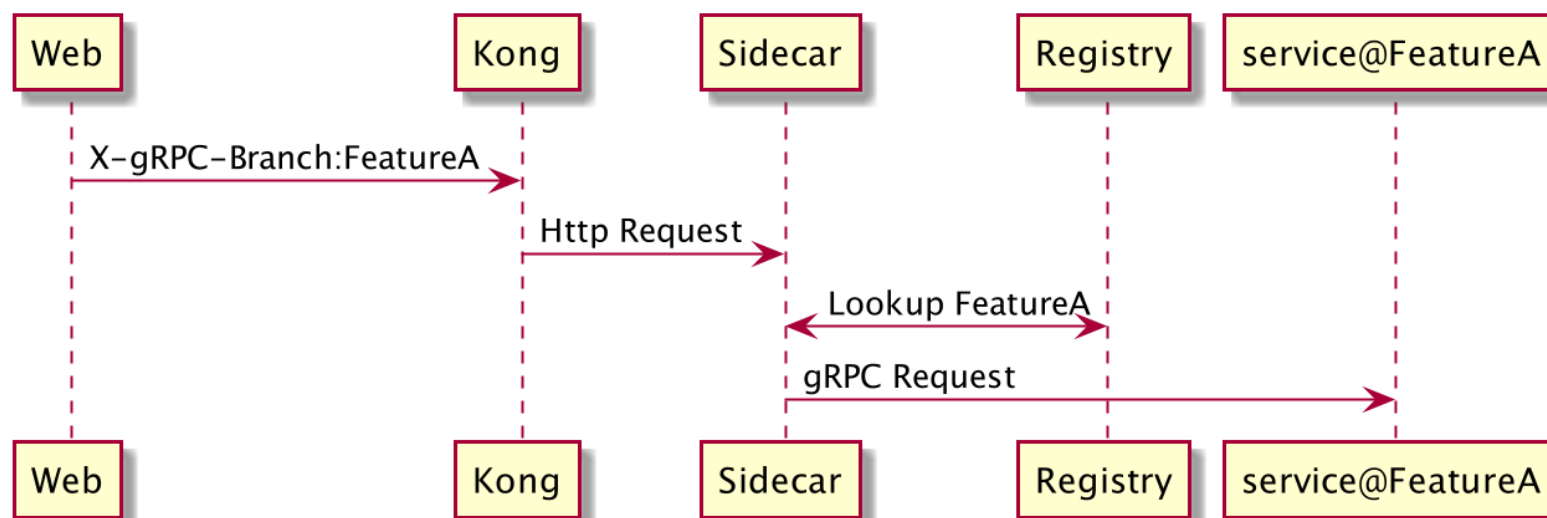 Web Kong Sidecar Registry service@FeatureA
X-gRPC-Branch:FeatureA
Http Request
Lookup FeatureA
gRPC Request
Web Kong Sidecar Registry service@FeatureA